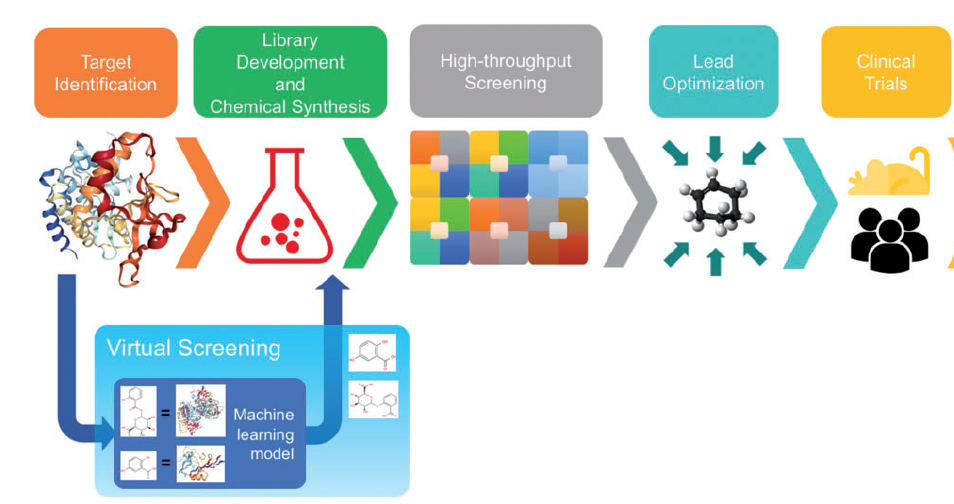 Target
Identification
Library
Development
and
Chemical Synthesis
High-throughput
Screening
Lead
Optimization
Clinical
Trials
Virtual Screening
=
=
Machine
learning
model